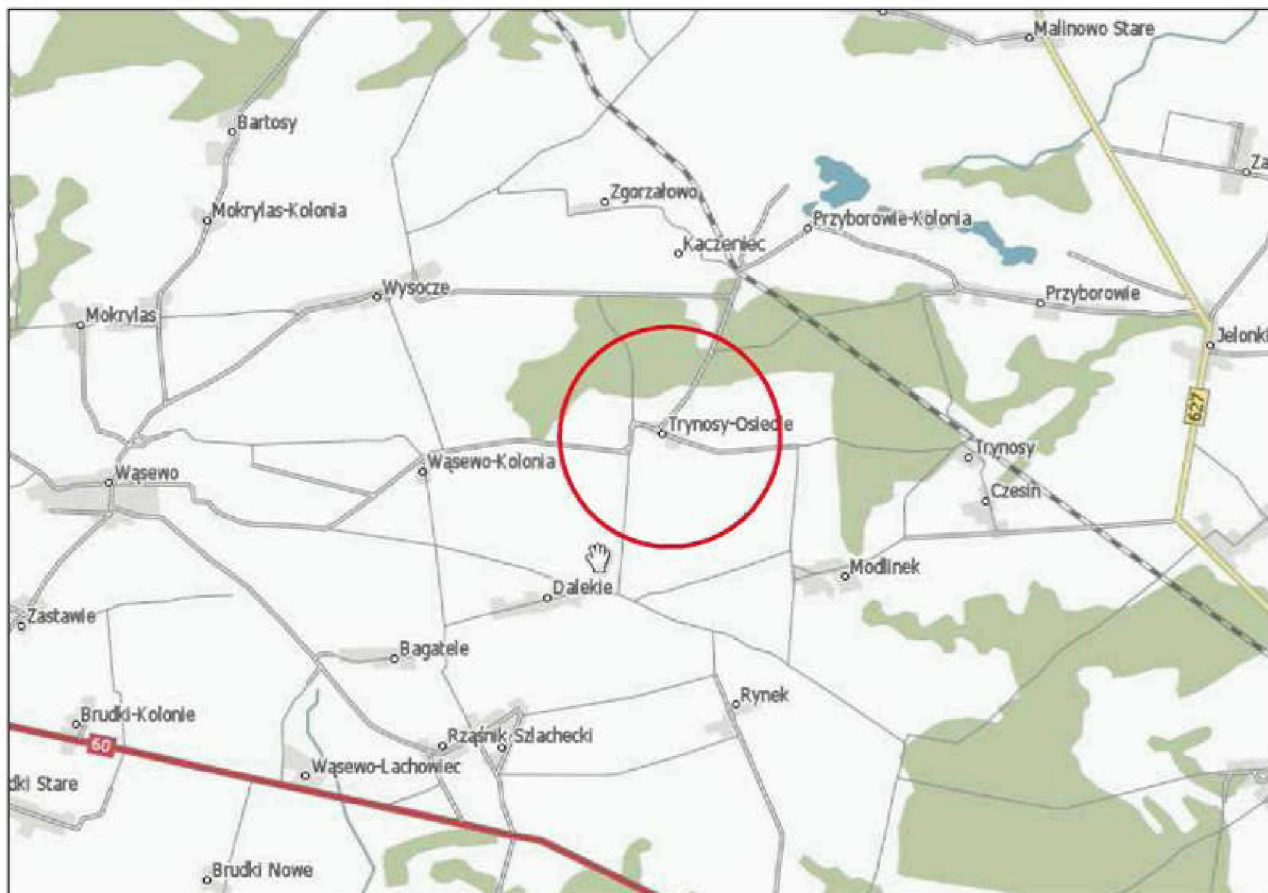 Malinowo Stare
Bartosy
Za
Zgorzałowo
Mokrylas-Kolonia
Przyborowie-Kolonia
Kaczeniec
Wysocze
Przyborowie
Mokrylas
Jelonki
627
Trynosy-Osiedle
Trynosy
Wąsewo-Kolonia
Wąsewo
Czesin
Modlinek
Dalekie
Zastawie
Bagatele
Rynek
Brudki-Kolonie
60
Rząśnik Szlachecki
Wąsewo-Lachowiec
dki Stare
Brudki Nowe